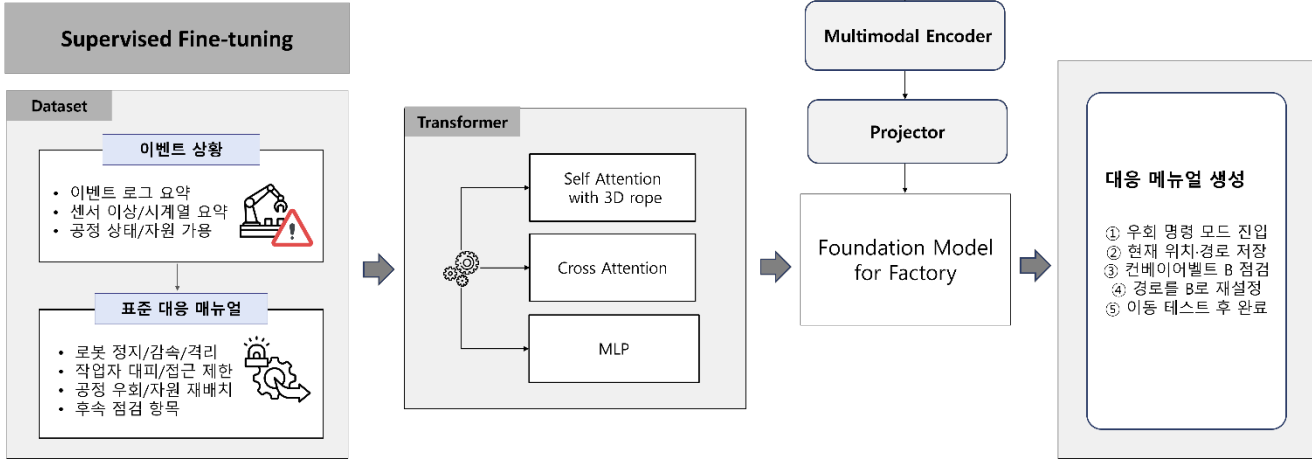 Supervised Fine-tuning
Dataset
이벤트 상황
• 이벤트 로그 요약
• 센서 이상/시계열 요약
• 공정 상태/자원 가용
표준 대응 매뉴얼
• 로봇 정지/감속/격리
• 작업자 대피/접근 제한
• 공정 우회/자원 재배치
• 후속 점검 항목
Transformer
Self Attention
with 3D rope
Cross Attention
MLP
Multimodal Encoder
Projector
Foundation Model
for Factory
대응 메뉴얼 생성
① 우회 명령 모드 진입
② 현재 위치·경로 저장
③ 컨베이어벨트 B 점검
④ 경로를 B로 재설정
⑤ 이동 테스트 후 완료